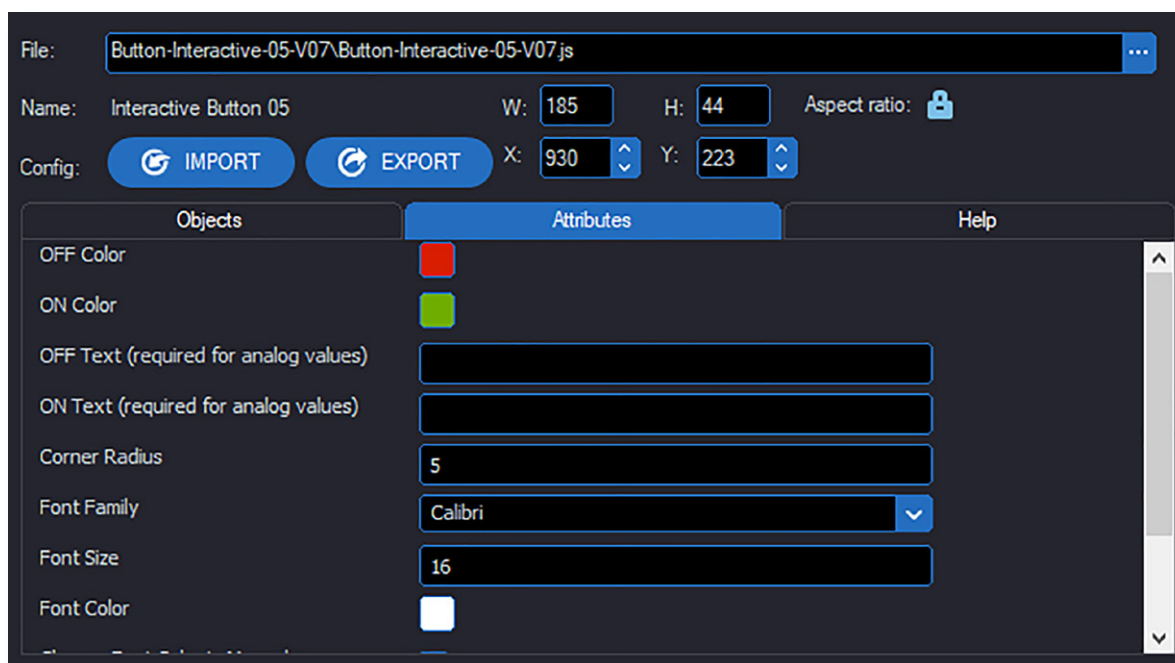 File: Button-Interactive-05-V07\Button-Interactive-05-V07.js ...
Name: Interactive Button 05 W: 185 H: 44 Aspect ratio:
Config: IMPORT EXPORT X: 930 Y: 223
Objects Attributes Help
OFF Color
ON Color
OFF Text (required for analog values)
ON Text (required for analog values)
Corner Radius 5
Font Family Calibri
Font Size 16
Font Color